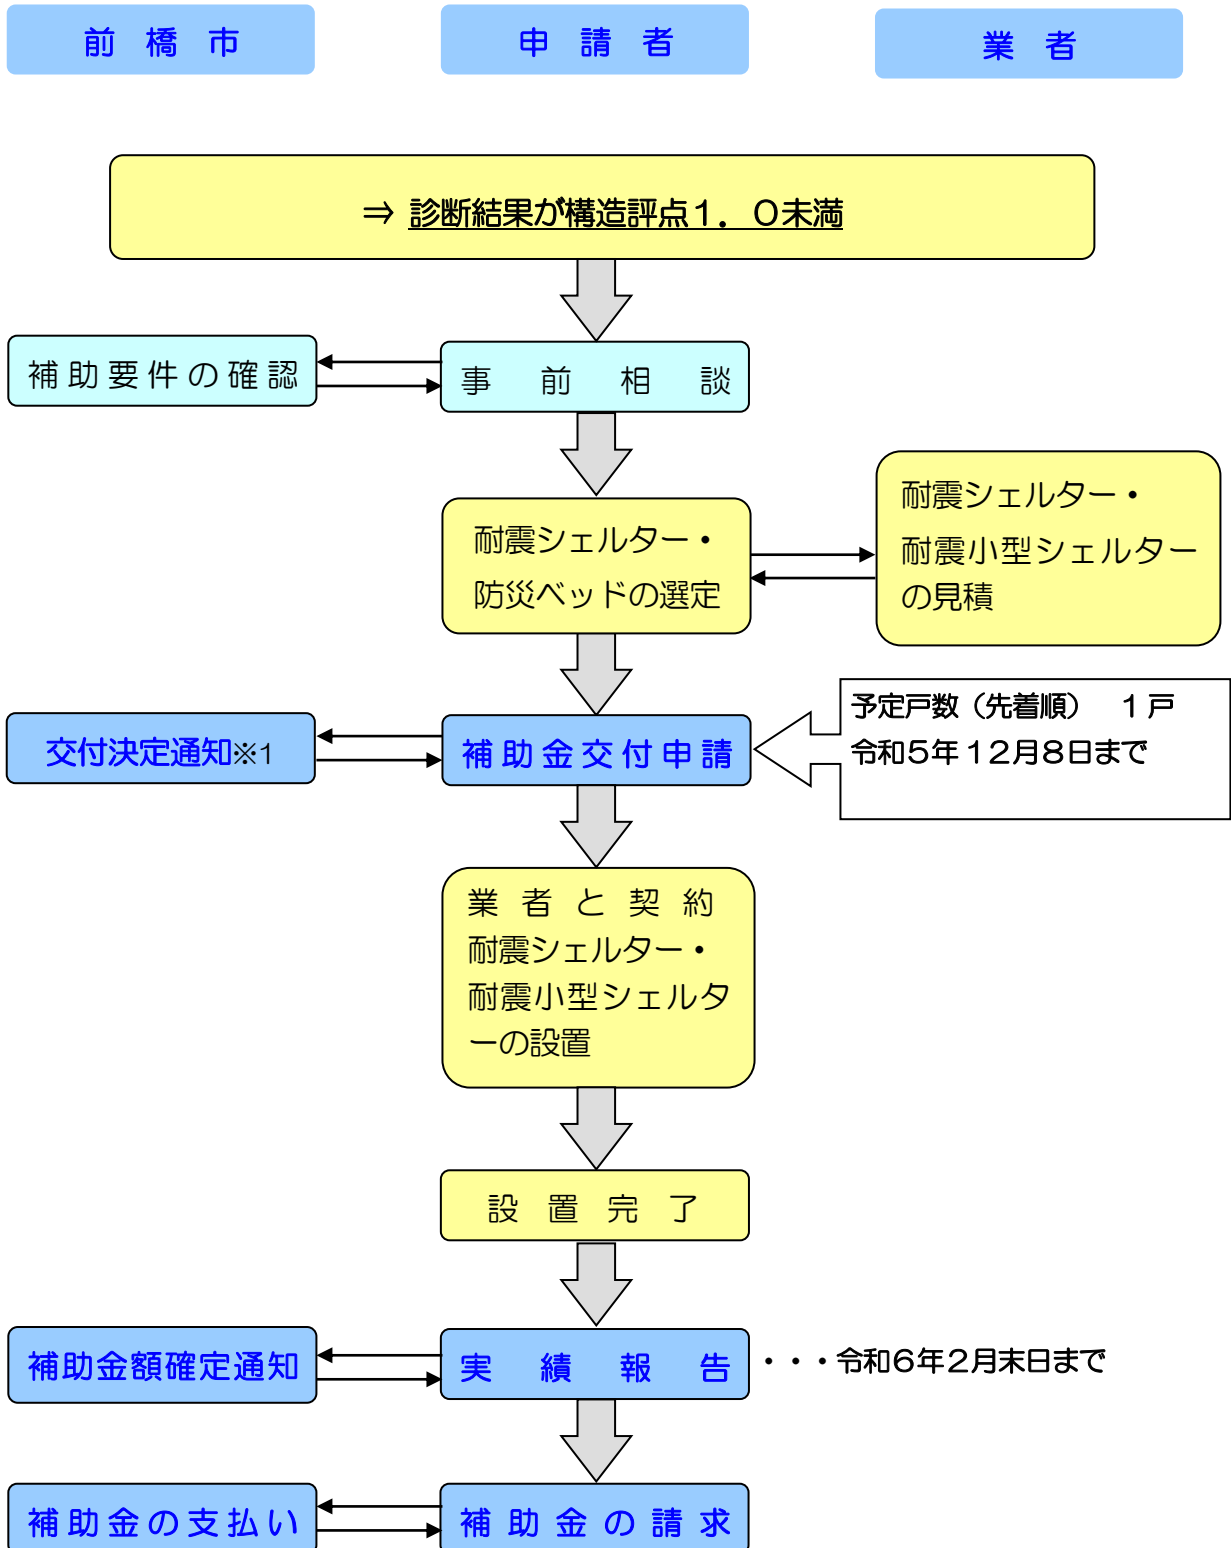 前橋市
申請者
業者
⇒ 診断結果が構造評点１．０未満
補助要件の確認
事前相談
耐震シェルター・
防災ベッドの選定
耐震シェルター・
耐震小型シェルター
の見積
交付決定通知※1
補助金交付申請
予定戸数（先着順）　１戸
令和５年１２月８日まで
業者と契約
耐震シェルター・
耐震小型シェルタ
ーの設置
設置完了
補助金額確定通知
実績報告
・・・令和６年２月末日まで
補助金の支払い
補助金の請求